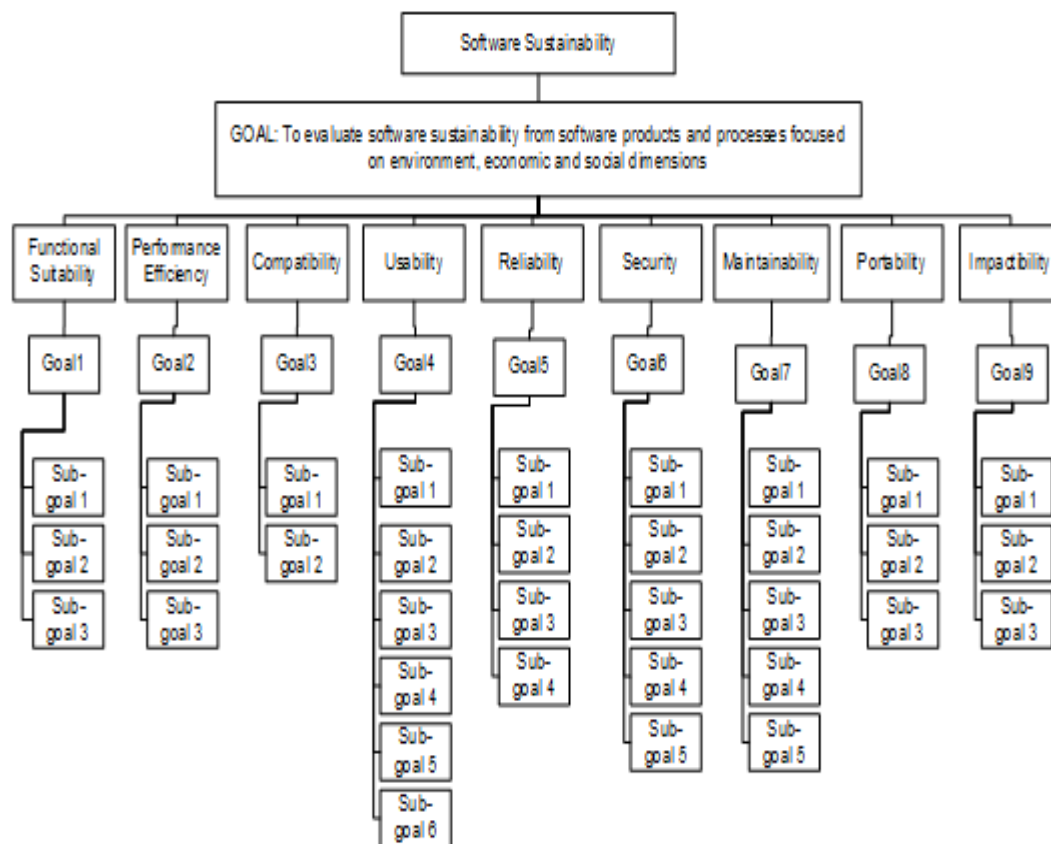 Software Sustainability
GOAL: To evaluate software sustainability from software products and processes focused
on environment, economic and social dimensions
Functional
Suitability
Performance
Efficiency
Compatibility
Usability
Reliability
Security
Maintainability
Portability
Impactibility
Goal1
Goal2
Goal3
Goal4
Goal5
Goal6
Goal7
Goal8
Goal9
Sub-
goal 1
Sub-
goal 2
Sub-
goal 3
Sub-
goal 1
Sub-
goal 2
Sub-
goal 3
Sub-
goal 1
Sub-
goal 2
Sub-
goal 1
Sub-
goal 2
Sub-
goal 3
Sub-
goal 4
Sub-
goal 5
Sub-
goal 6
Sub-
goal 1
Sub-
goal 2
Sub-
goal 3
Sub-
goal 4
Sub-
goal 1
Sub-
goal 2
Sub-
goal 3
Sub-
goal 4
Sub-
goal 5
Sub-
goal 1
Sub-
goal 2
Sub-
goal 3
Sub-
goal 4
Sub-
goal 5
Sub-
goal 1
Sub-
goal 2
Sub-
goal 3
Sub-
goal 1
Sub-
goal 2
Sub-
goal 3